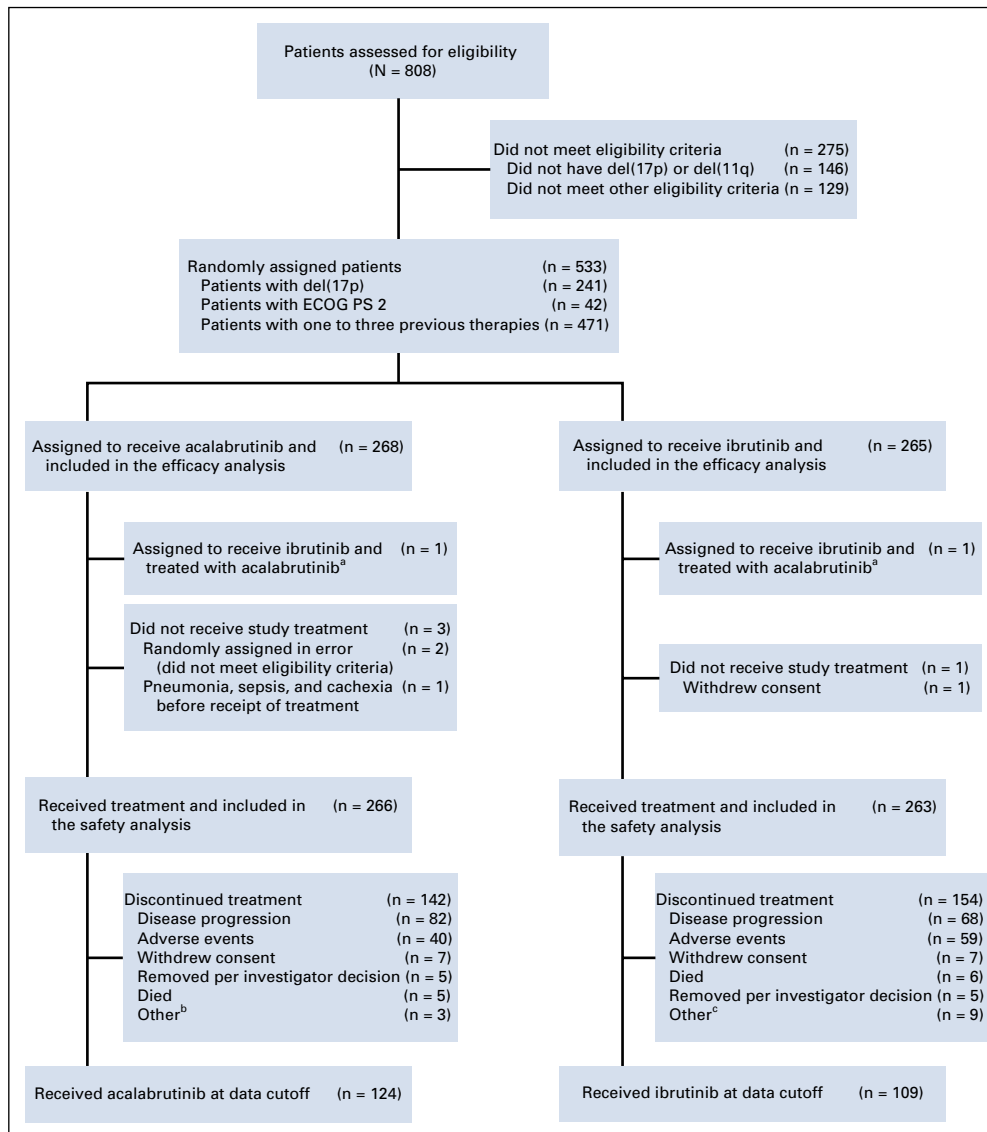 Patients assessed for eligibility
(N = 808)
Did not meet eligibility criteria (n = 275)
Did not have del(17p) or del(11q) (n = 146)
Did not meet other eligibility criteria (n = 129)
Randomly assigned patients (n = 533)
Patients with del(17p) (n = 241)
Patients with ECOG PS 2 (n = 42)
Patients with one to three previous therapies (n = 471)
Assigned to receive acalabrutinib and (n = 268)
included in the efficacy analysis
Assigned to receive ibrutinib and (n = 265)
included in the efficacy analysis
Assigned to receive ibrutinib and (n = 1)
treated with acalabrutinib^a
Assigned to receive ibrutinib and (n = 1)
treated with acalabrutinib^a
Did not receive study treatment (n = 3)
Randomly assigned in error (n = 2)
(did not meet eligibility criteria)
Pneumonia, sepsis, and cachexia (n = 1)
before receipt of treatment
Did not receive study treatment (n = 1)
Withdrew consent (n = 1)
Received treatment and included in (n = 266)
the safety analysis
Received treatment and included in (n = 263)
the safety analysis
Discontinued treatment (n = 142)
Disease progression (n = 82)
Adverse events (n = 40)
Withdrew consent (n = 7)
Removed per investigator decision (n = 5)
Died (n = 5)
Other^b (n = 3)
Discontinued treatment (n = 154)
Disease progression (n = 68)
Adverse events (n = 59)
Withdrew consent (n = 7)
Died (n = 6)
Removed per investigator decision (n = 5)
Other^c (n = 9)
Received acalabrutinib at data cutoff (n = 124)
Received ibrutinib at data cutoff (n = 109)